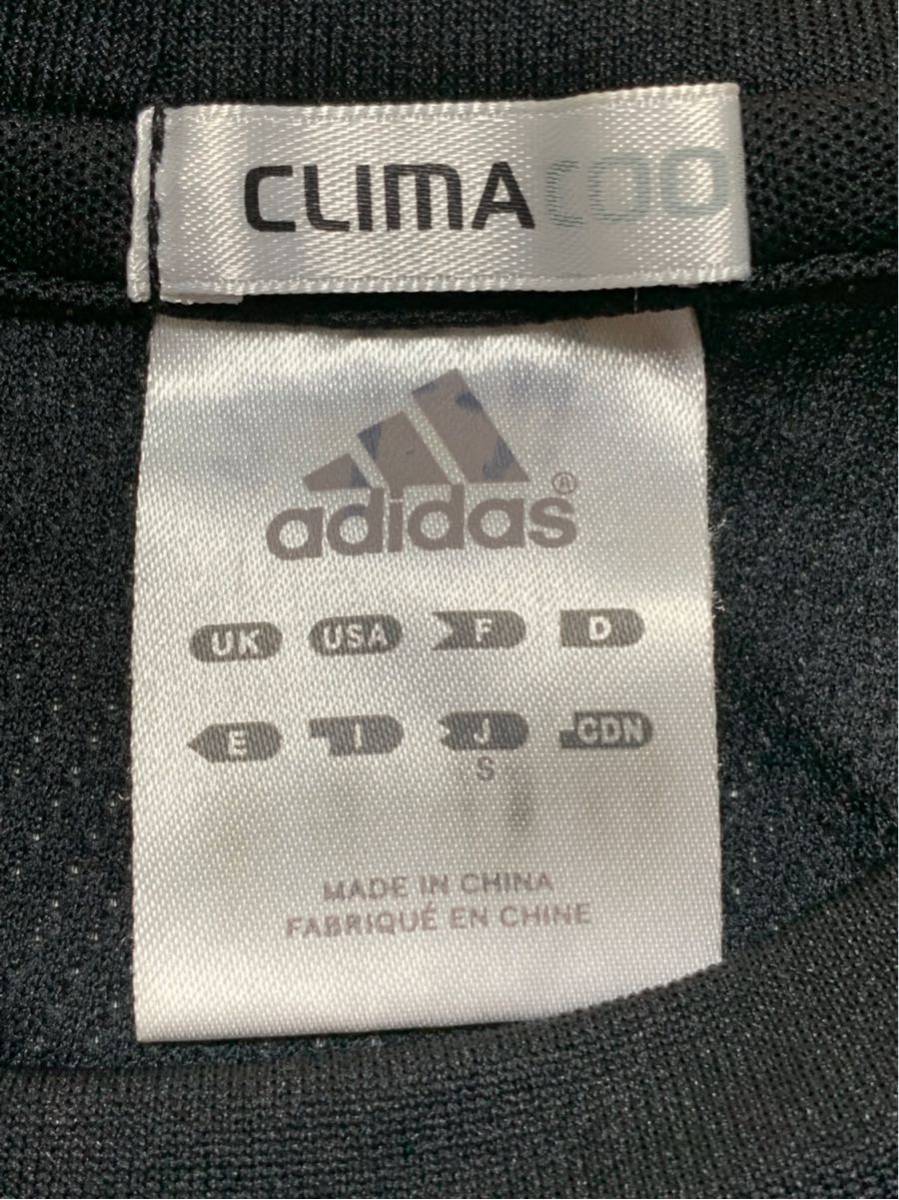 CLIMACOO
adidas®
UK USA F D
E I J CDN
S
MADE IN CHINA
FABRIQUÉ EN CHINE